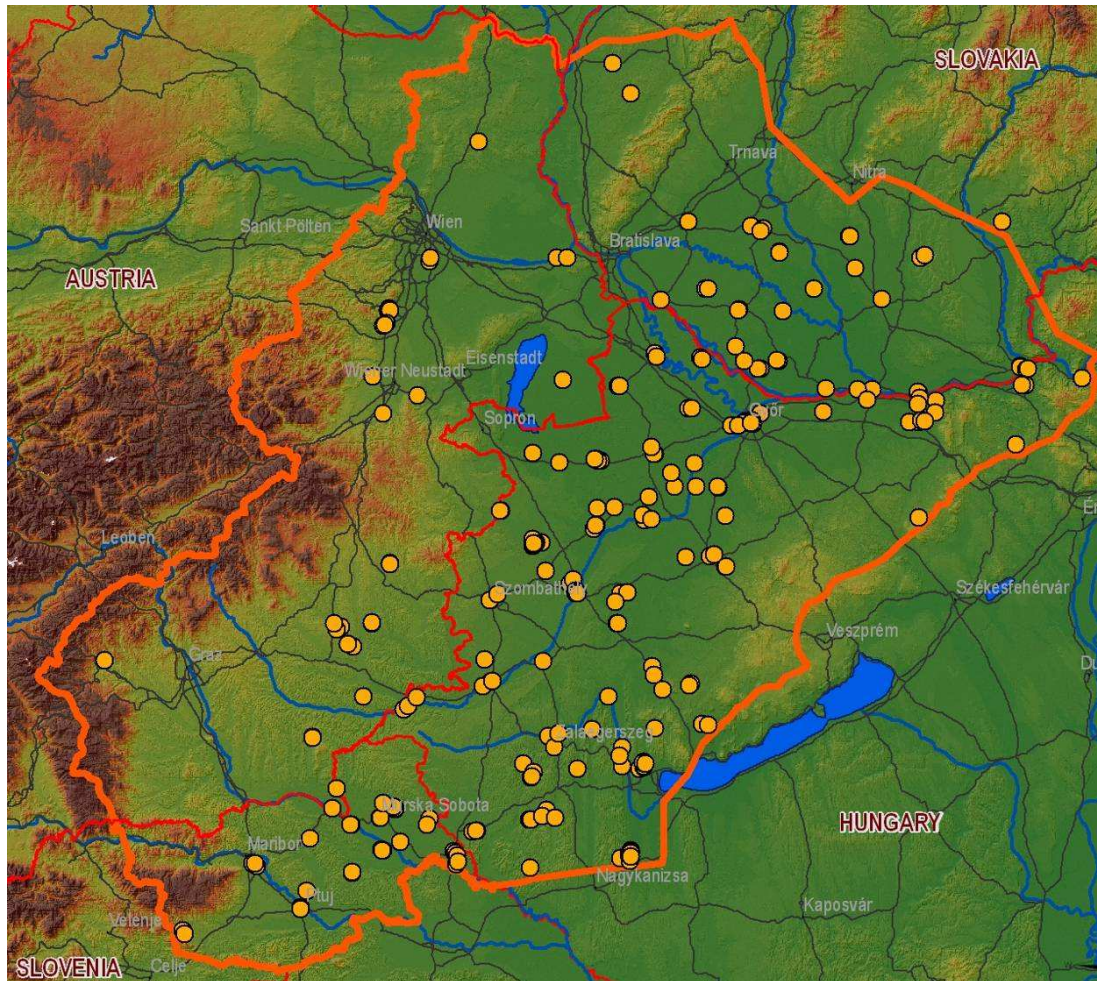 SLOVAKIA
Trnava
Nitra
Wien
Sankt Pölten
Bratislava
AUSTRIA
Eisenstadt
Wiener Neustadt
Sopron
Győr
Leoben
Szombathely
Székesfehérvár
Veszprém
Graz
Zalaegerszeg
Murska Sobota
HUNGARY
Maribor
Nagykanizsa
Ptuj
Kaposvár
Velenje
Celje
SLOVENIA